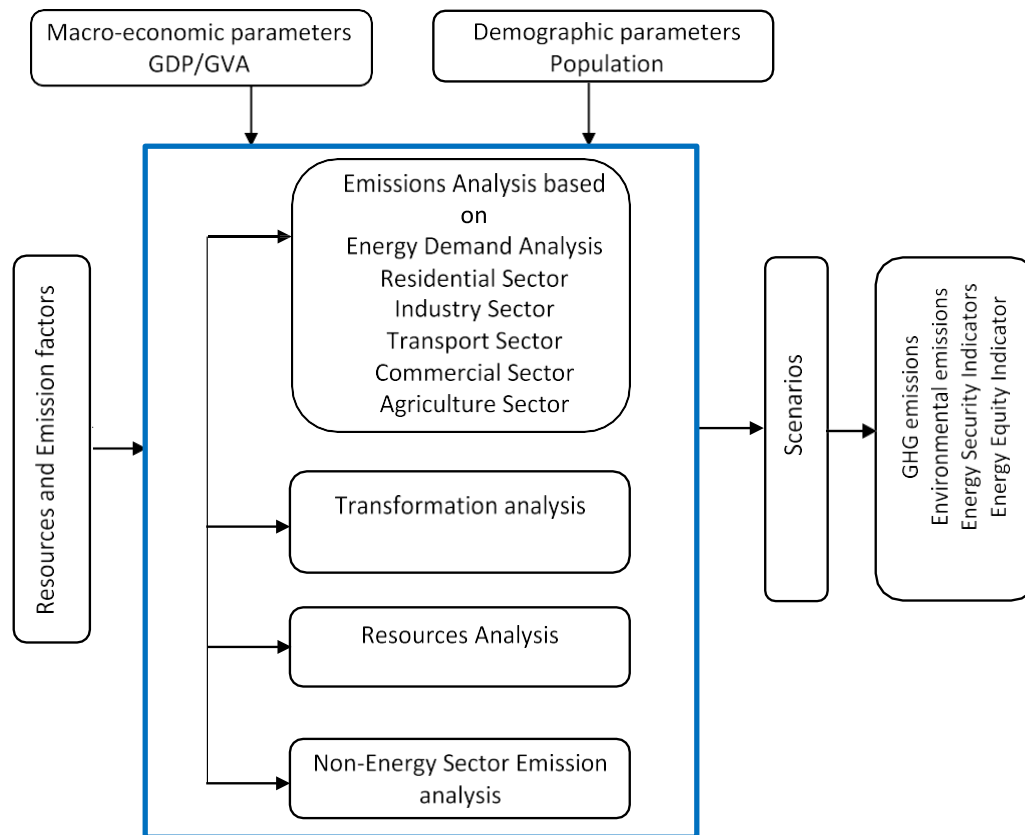 Macro-economic parameters
GDP/GVA
Demographic parameters
Population
Resources and Emission factors
Emissions Analysis based
on
Energy Demand Analysis
Residential Sector
Industry Sector
Transport Sector
Commercial Sector
Agriculture Sector
Transformation analysis
Resources Analysis
Non-Energy Sector Emission
analysis
Scenarios
GHG emissions
Environmental emissions
Energy Security Indicators
Energy Equity Indicator